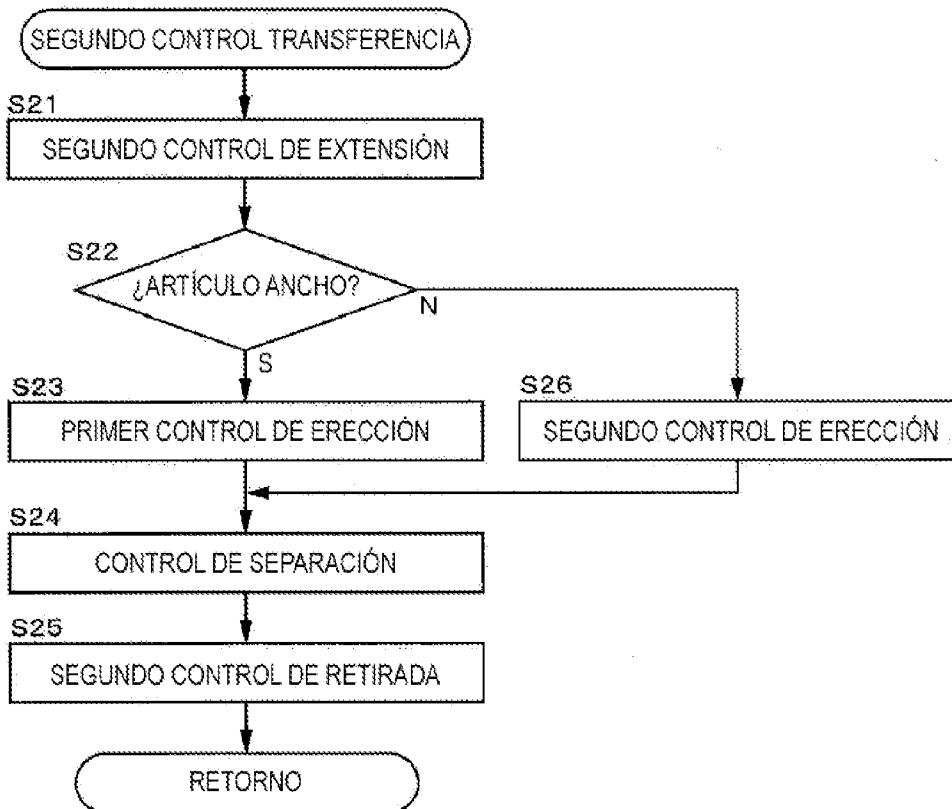 SEGUNDO CONTROL TRANSFERENCIA
S21
SEGUNDO CONTROL DE EXTENSIÓN
S22
¿ARTÍCULO ANCHO?
N
S
S23
PRIMER CONTROL DE ERECCIÓN
S26
SEGUNDO CONTROL DE ERECCIÓN
S24
CONTROL DE SEPARACIÓN
S25
SEGUNDO CONTROL DE RETIRADA
RETORNO